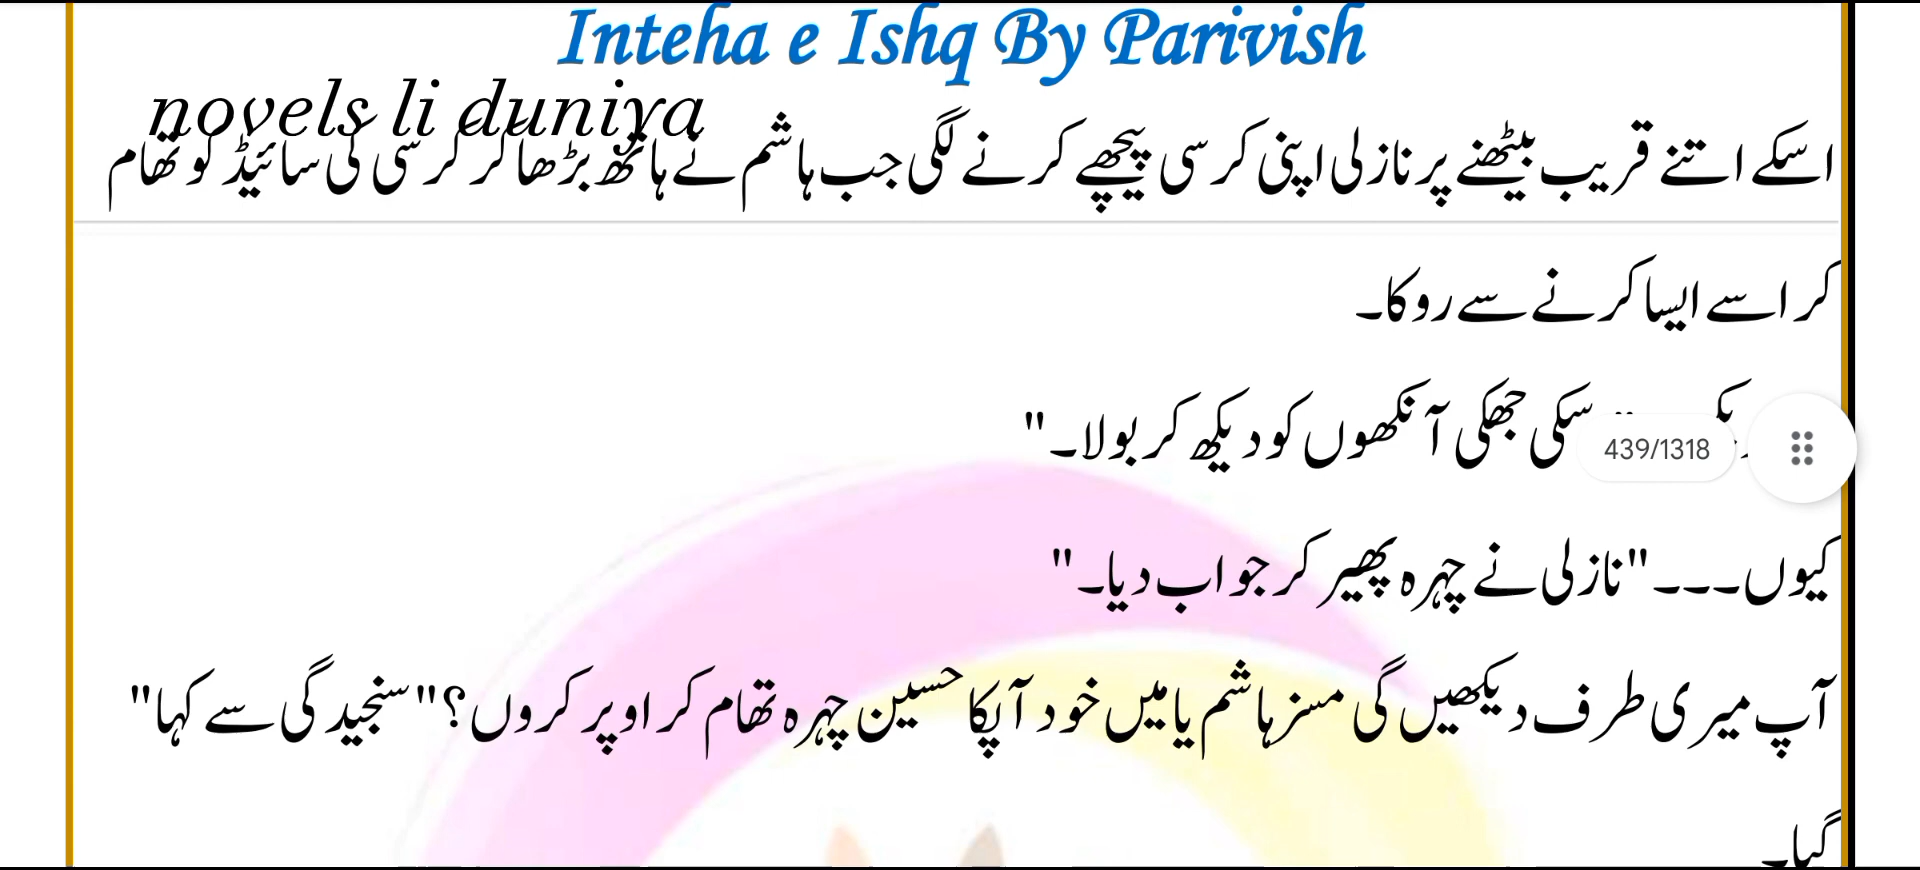 Inteha e Ishq By Parivish
novels li duniya
اسکے اتنے قریب بیٹھنے پر نازلی اپنی کرسی پیچھے کرنے لگی جب ہاشم نے ہاتھ بڑھا کر کرسی کی سائیڈ کو تھام
کر اسے ایسا کرنے سے روکا۔
سکی جھکی آنکھوں کو دیکھ کر بولا۔"
439/1318
کیوں۔۔۔"نازلی نے چہرہ پھیر کر جواب دیا۔"
آپ میری طرف دیکھیں گی مسز ہاشم یا میں خود آپکا حسین چہرہ تھام کر اوپر کروں؟"سنجیدگی سے کہا"
گیا۔